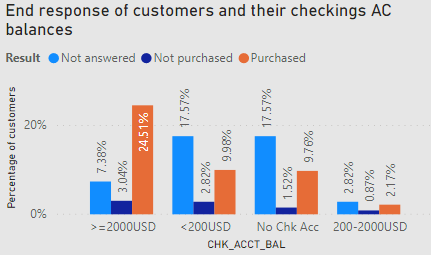 End response of customers and their checkings AC
balances
Result Not answered Not purchased Purchased
Percentage of customers
20%
0%
7.38%
3.04%
24.51%
17.57%
2.82%
9.98%
17.57%
1.52%
9.76%
2.82%
0.87%
2.17%
>=2000USD <200USD No Chk Acc 200-2000USD
CHK_ACCT_BAL